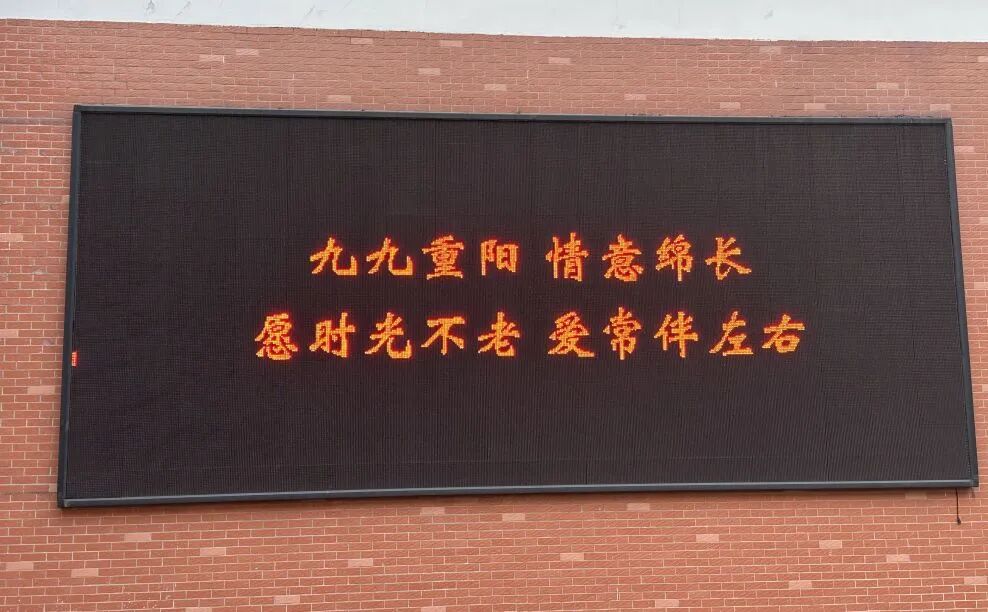 九九重阳 情意绵长
愿时光不老 爱常伴左右